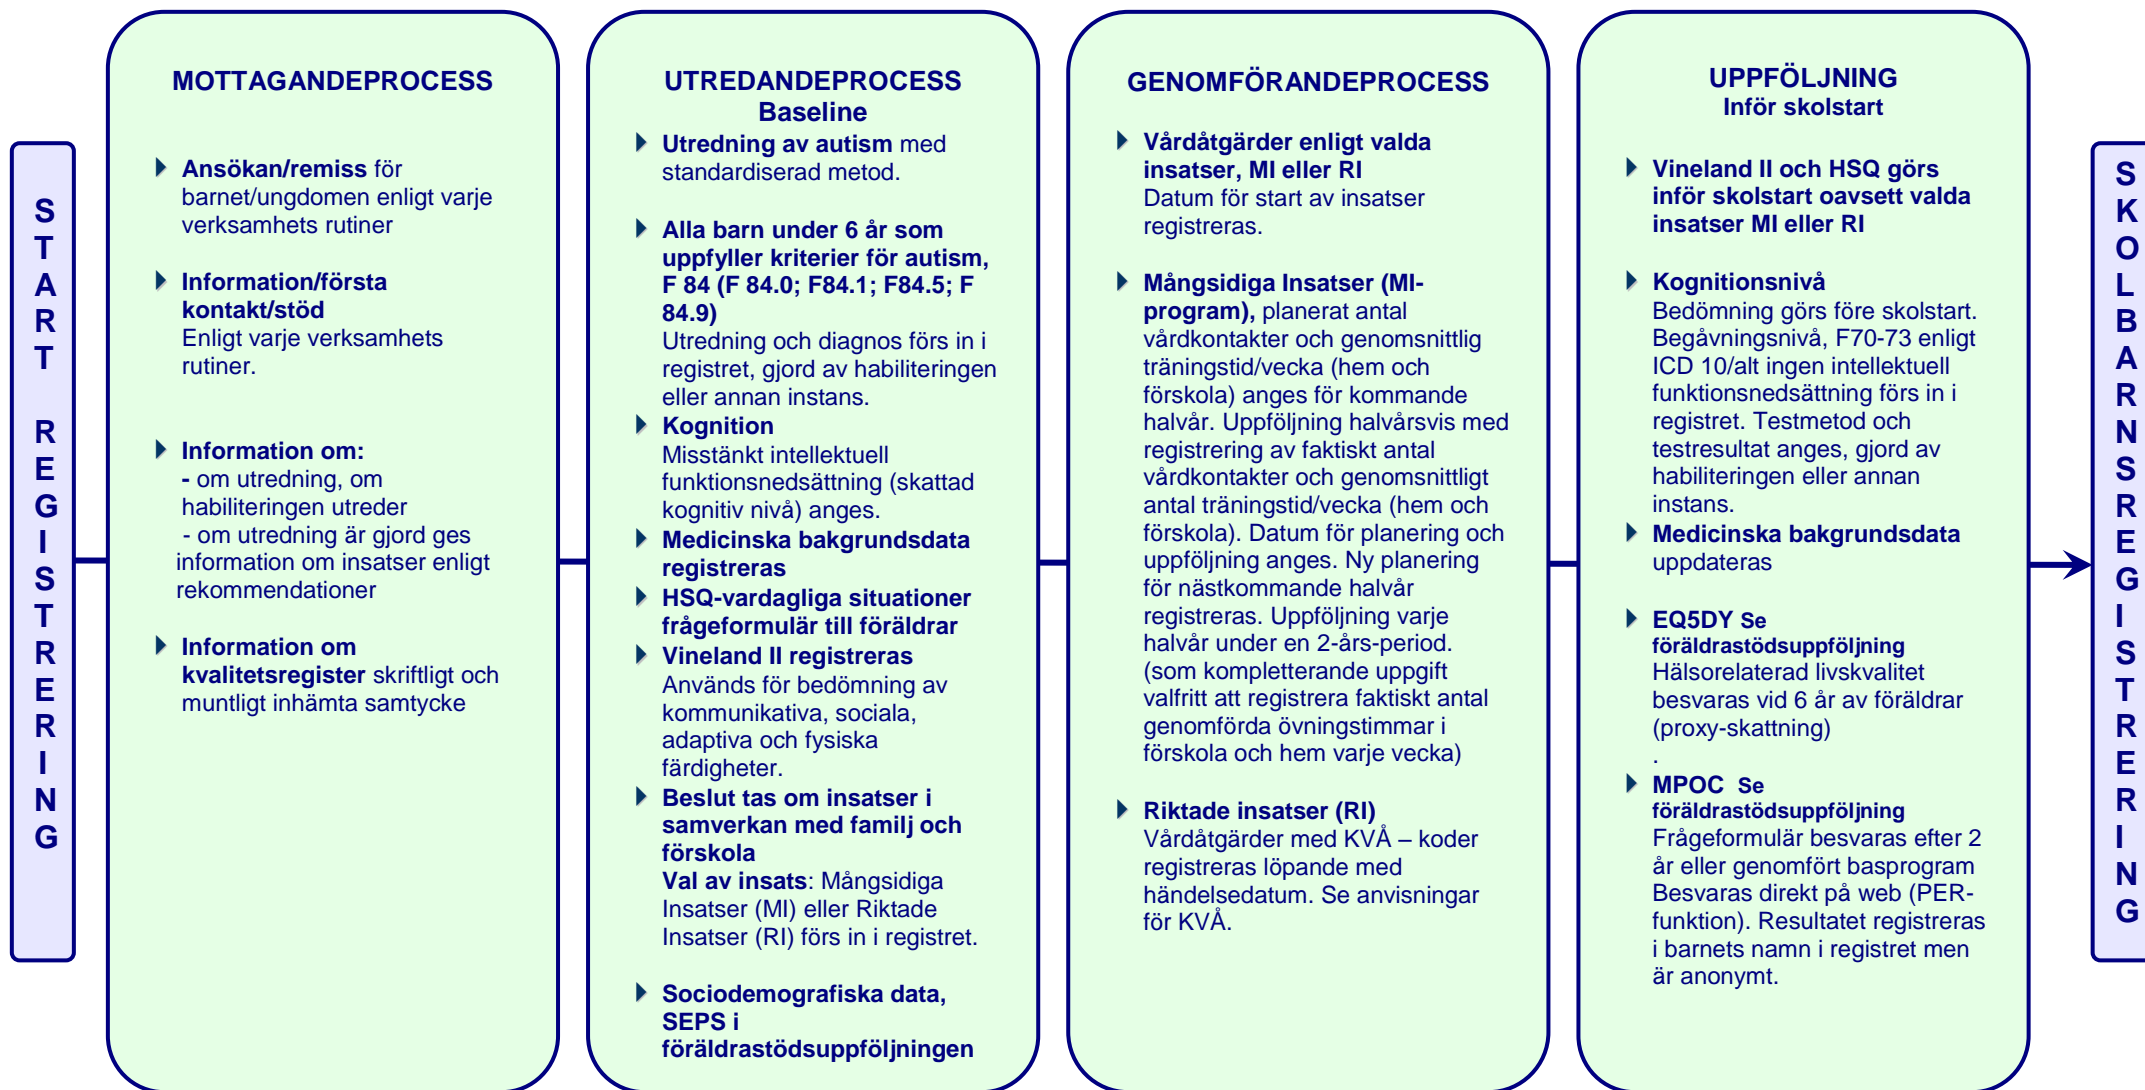 START REGISTRERING
MOTTAGANDEPROCESS
Ansökan/remiss för
barnet/ungdomen enligt varje
verksamhets rutiner
Information/första
kontakt/stöd
Enligt varje verksamhets
rutiner.
Information om:
- om utredning, om
habiliteringen utreder
- om utredning är gjord ges
information om insatser enligt
rekommendationer
Information om
kvalitetsregister skriftligt och
muntligt inhämta samtycke
UTREDANDEPROCESS
Baseline
Utredning av autism med
standardiserad metod.
Alla barn under 6 år som
uppfyller kriterier för autism,
F 84 (F 84.0; F84.1; F84.5; F
84.9)
Utredning och diagnos förs in i
registret, gjord av habiliteringen
eller annan instans.
Kognition
Misstänkt intellektuell
funktionsnedsättning (skattad
kognitiv nivå) anges.
Medicinska bakgrundsdata
registreras
HSQ-vardagliga situationer
frågeformulär till föräldrar
Vineland II registreras
Används för bedömning av
kommunikativa, sociala,
adaptiva och fysiska
färdigheter.
Beslut tas om insatser i
samverkan med familj och
förskola
Val av insats: Mångsidiga
Insatser (MI) eller Riktade
Insatser (RI) förs in i registret.
Sociodemografiska data,
SEPS i
föräldrastödsuppföljningen
GENOMFÖRANDEPROCESS
Vårdåtgärder enligt valda
insatser, MI eller RI
Datum för start av insatser
registreras.
Mångsidiga Insatser (MI-
program), planerat antal
vårdkontakter och genomsnittlig
träningstid/vecka (hem och
förskola) anges för kommande
halvår. Uppföljning halvårsvis med
registrering av faktiskt antal
vårdkontakter och genomsnittligt
antal träningstid/vecka (hem och
förskola). Datum för planering och
uppföljning anges. Ny planering
för nästkommande halvår
registreras. Uppföljning varje
halvår under en 2-års-period.
(som kompletterande uppgift
valfritt att registrera faktiskt antal
genomförda övningstimmar i
förskola och hem varje vecka)
Riktade insatser (RI)
Vårdåtgärder med KVÅ – koder
registreras löpande med
händelsedatum. Se anvisningar
för KVÅ.
UPPFÖLJNING
Inför skolstart
Vineland II och HSQ görs
inför skolstart oavsett valda
insatser MI eller RI
Kognitionsnivå
Bedömning görs före skolstart.
Begåvningsnivå, F70-73 enligt
ICD 10/alt ingen intellektuell
funktionsnedsättning förs in i
registret. Testmetod och
testresultat anges, gjord av
habiliteringen eller annan
instans.
Medicinska bakgrundsdata
uppdateras
EQ5DY Se
föräldrastödsuppföljning
Hälsorelaterad livskvalitet
besvaras vid 6 år av föräldrar
(proxy-skattning)
.
MPOC Se
föräldrastödsuppföljning
Frågeformulär besvaras efter 2
år eller genomfört basprogram
Besvaras direkt på web (PER-
funktion). Resultatet registreras
i barnets namn i registret men
är anonymt.
SKOLBARNSREGISTRERING